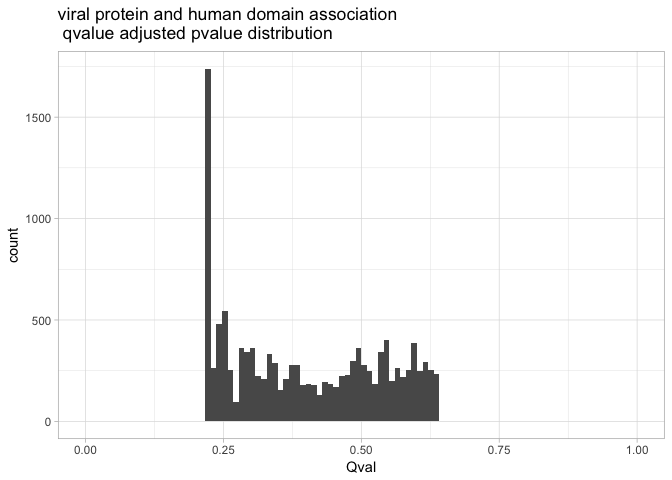 viral protein and human domain association
qvalue adjusted pvalue distribution
1500
1000
500
0
count
0.00 0.25 0.50 0.75 1.00
Qval